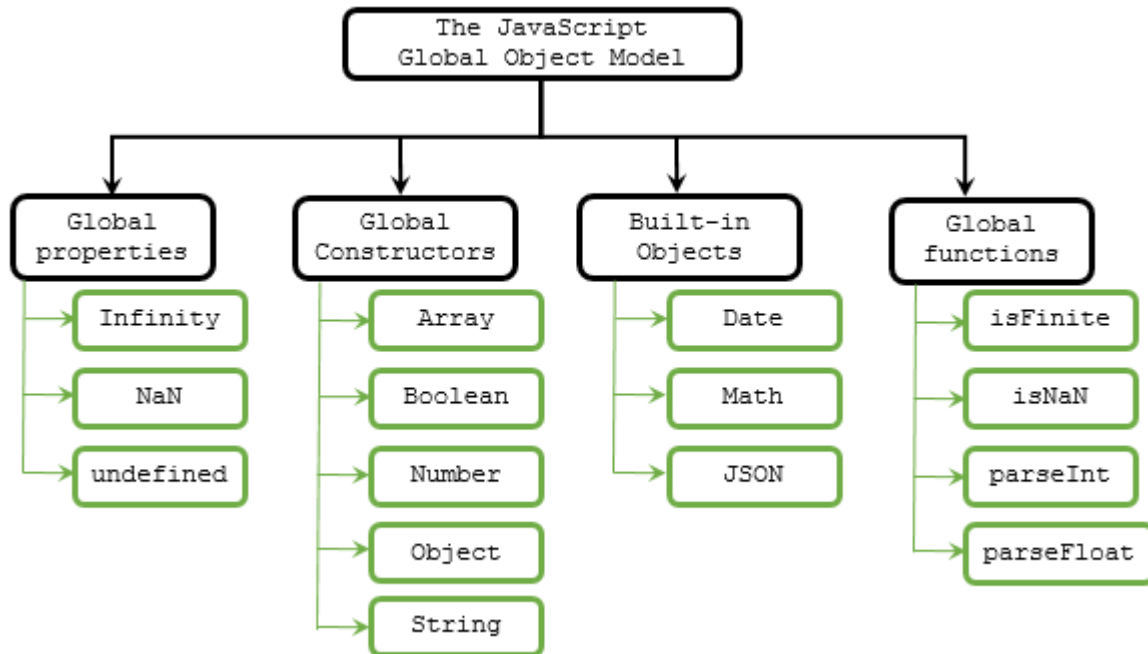 The JavaScript
Global Object Model
Global
properties
Global
Constructors
Built-in
Objects
Global
functions
Infinity
Array
Date
isFinite
NaN
Boolean
Math
isNaN
undefined
Number
JSON
parseInt
Object
parseFloat
String